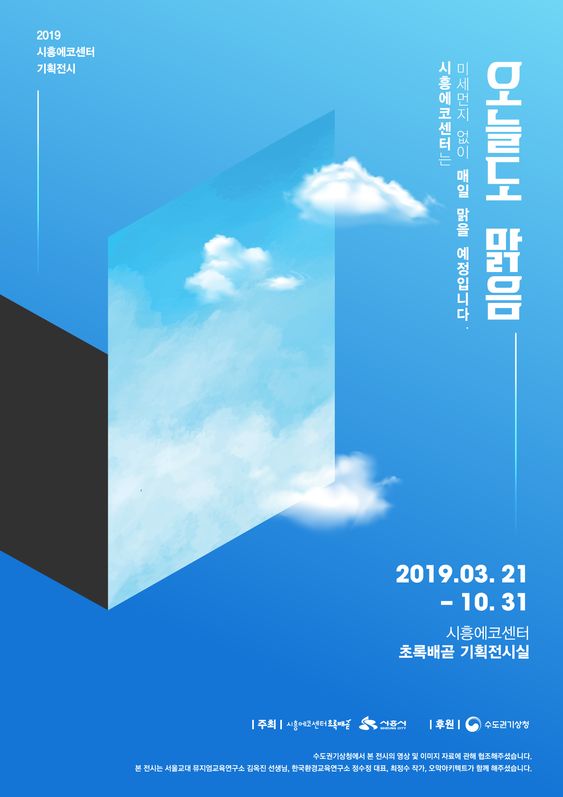 2019
시흥에코센터
기획전시
오늘도 맑음
미세먼지 없이 매일 맑을 예정입니다.
시흥에코센터는
2019.03. 21
– 10. 31
시흥에코센터
초록배곧 기획전시실
| 주최 | 시흥에코센터초록배곧 시흥시 SIHEUNG CITY | 후원 | 수도권기상청
수도권기상청에서 본 전시의 영상 및 이미지 자료에 관해 협조해주셨습니다.
본 전시는 서울교대 뮤지엄교육연구소 김옥진 선생님, 한국환경교육연구소 정수정 대표, 최정수 작가, 오막아키텍트가 함께 해주셨습니다.